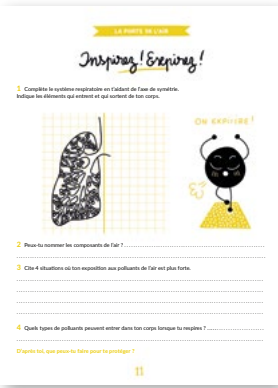 LA PORTE DE L'AIR
Inspirez! Expirez!
1 Complète le système respiratoire en t'aidant de l'axe de symétrie.
Indique les éléments qui entrent et qui sortent de ton corps.
ON EXPIRE!
2 Peux-tu nommer les composants de l'air ?
3 Cite 4 situations où ton exposition aux polluants de l'air est plus forte.
4 Quels types de polluants peuvent entrer dans ton corps lorsque tu respires ?
D'après toi, que peux-tu faire pour te protéger ?
11